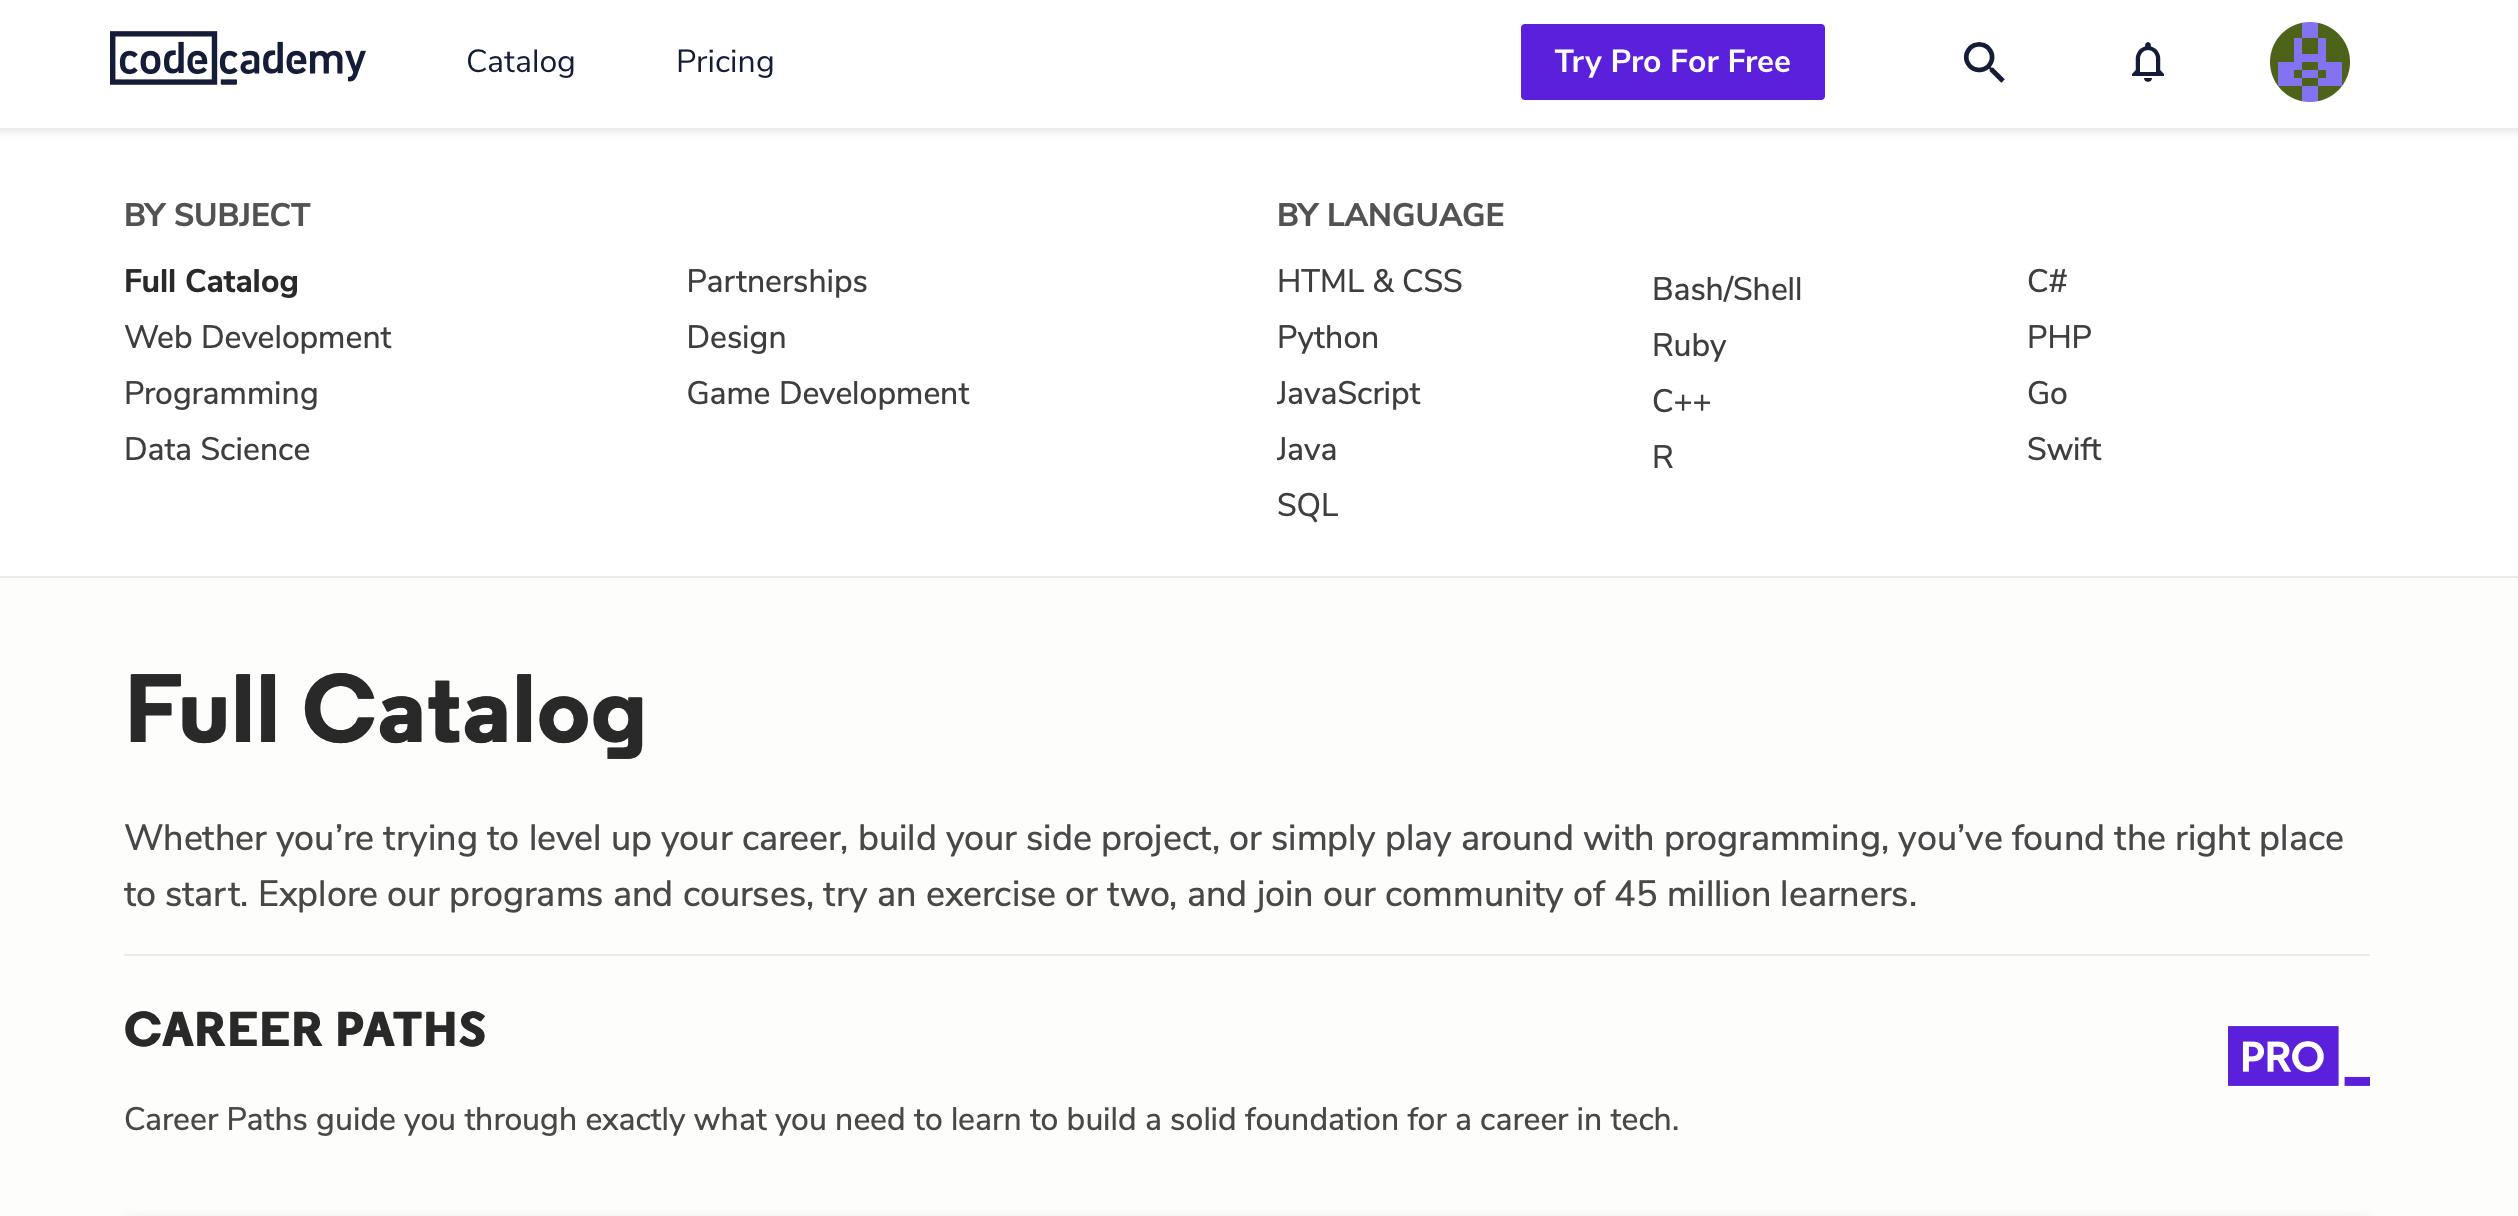 codecademy
Catalog
Pricing
Try Pro For Free
BY SUBJECT
Full Catalog
Web Development
Programming
Data Science
Partnerships
Design
Game Development
BY LANGUAGE
HTML & CSS
Python
JavaScript
Java
SQL
Bash/Shell
Ruby
C++
R
C#
PHP
Go
Swift
Full Catalog
Whether you’re trying to level up your career, build your side project, or simply play around with programming, you’ve found the right place
to start. Explore our programs and courses, try an exercise or two, and join our community of 45 million learners.
CAREER PATHS
PRO
Career Paths guide you through exactly what you need to learn to build a solid foundation for a career in tech.